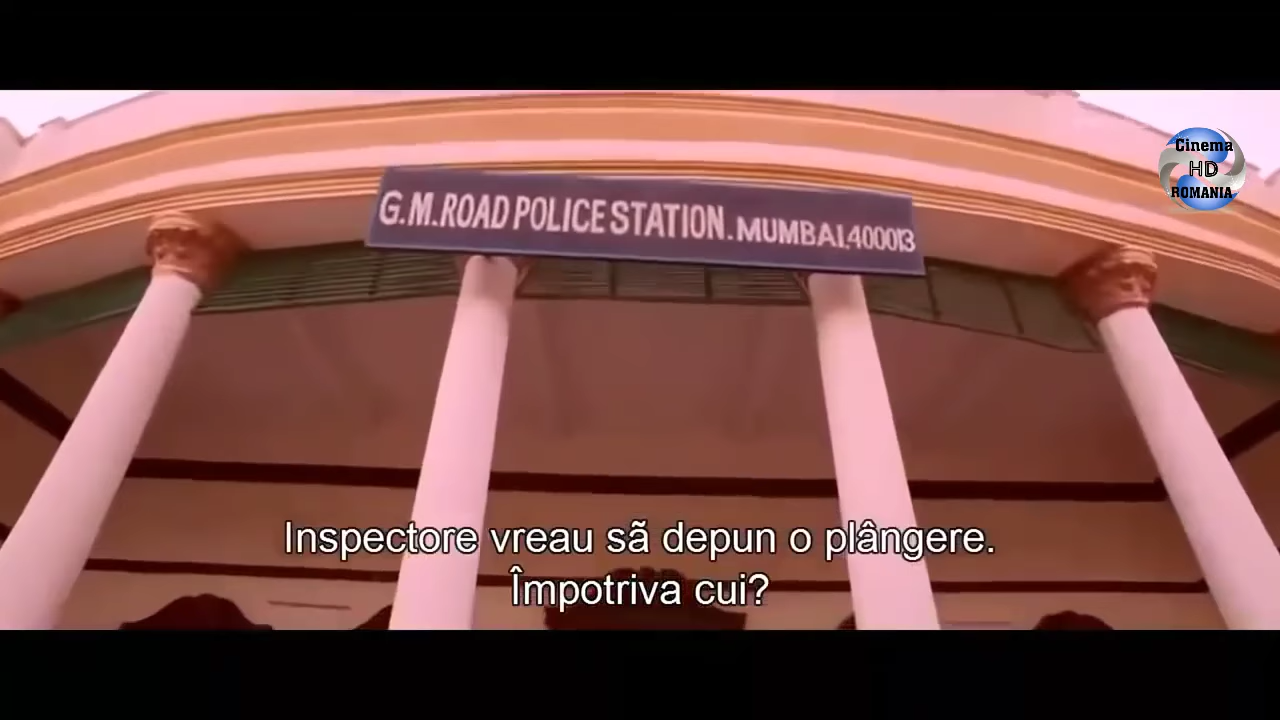 Cinema
HD
ROMANIA
G.M.ROAD POLICE STATION. MUMBAI.400013
Inspectore vreau sã depun o plângere.
Împotriva cui?